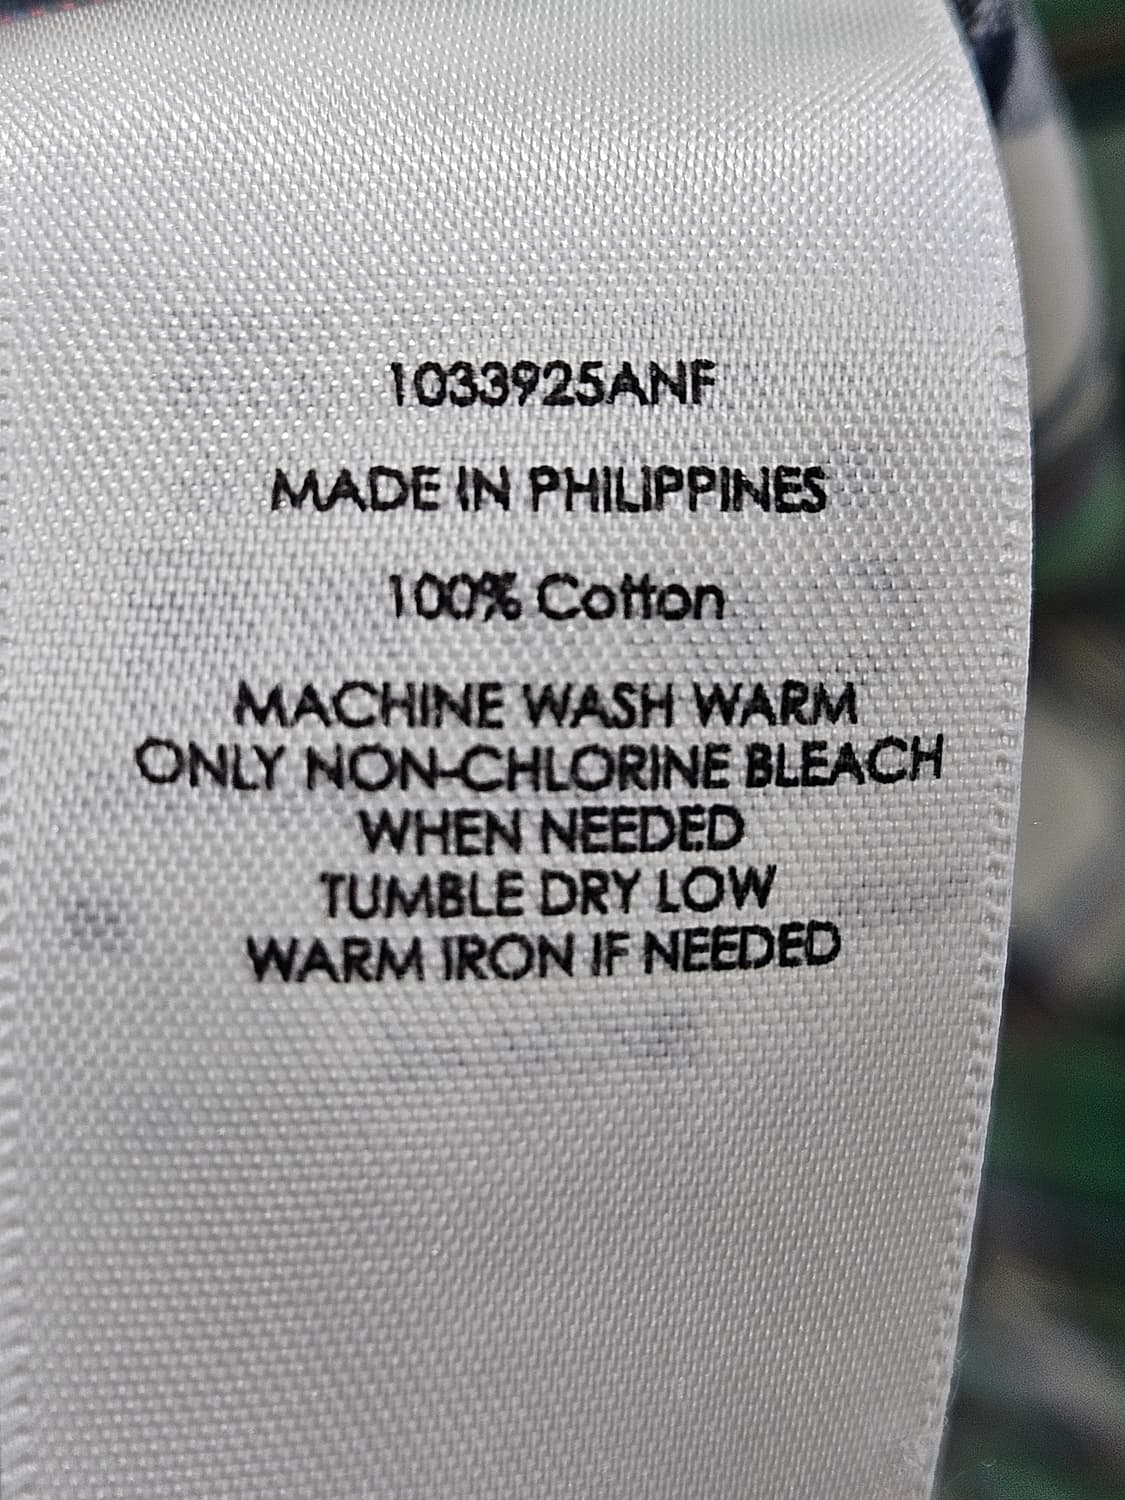 1033925ANF
MADE IN PHILIPPINES
100% Cotton
MACHINE WASH WARM
ONLY NON-CHLORINE BLEACH
WHEN NEEDED
TUMBLE DRY LOW
WARM IRON IF NEEDED